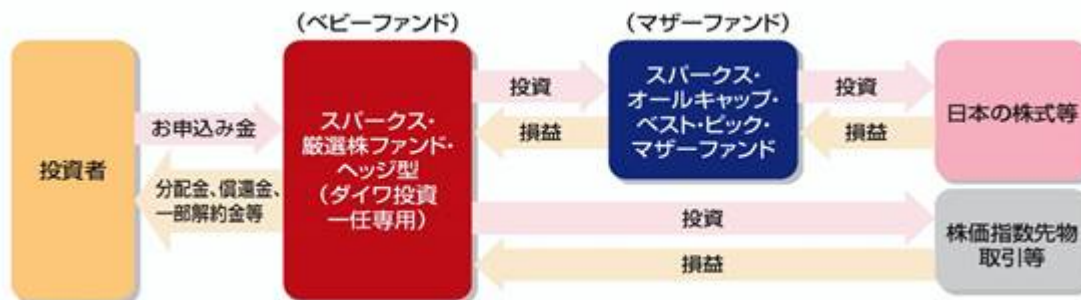 (ベビーファンド)
(マザーファンド)
投資者
お申込み金
分配金、償還金、
一部解約金等
スパークス・
厳選株ファンド・
ヘッジ型
(ダイワ投資
一任専用)
投資
損益
スパークス・
オールキャップ・
ベスト・ピック・
マザーファンド
投資
損益
日本の株式等
投資
損益
株価指数先物
取引等